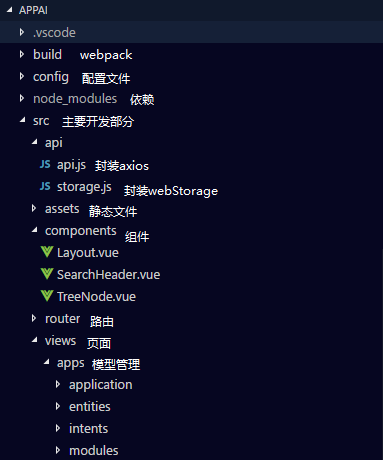 APPAI
.vscode
build webpack
config 配置文件
node_modules 依赖
src 主要开发部分
api
JS api.js 封装axios
JS storage.js 封装webStorage
assets 静态文件
components 组件
Layout.vue
SearchHeader.vue
TreeNode.vue
router 路由
views 页面
apps 模型管理
application
entities
intents
modules